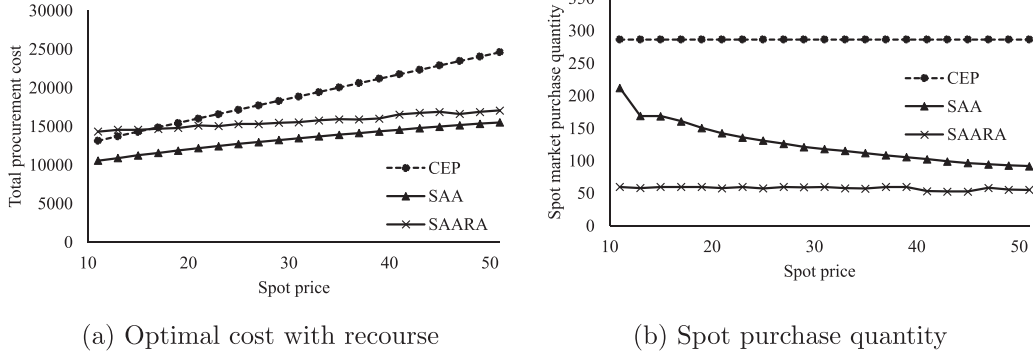 30000
25000
20000
15000
10000
5000
0
Total procurement cost
10
20
30
40
50
Spot price
CEP
SAA
SAARA
(a) Optimal cost with recourse
350
300
250
200
150
100
50
0
Spot market purchase quantity
10
20
30
40
50
Spot price
CEP
SAA
SAARA
(b) Spot purchase quantity